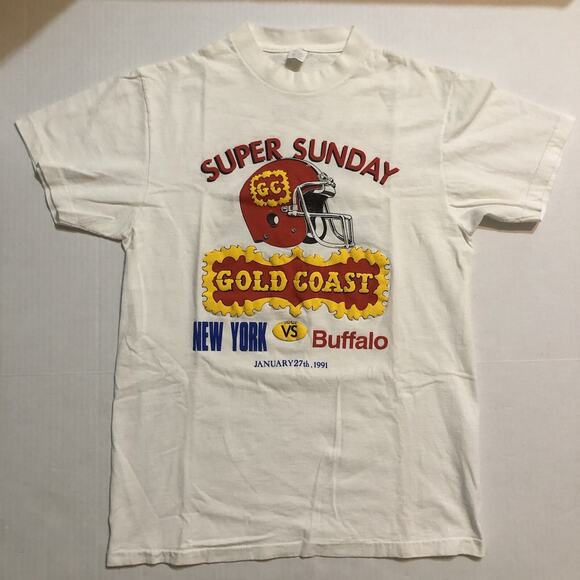 SUPER SUNDAY
GC
GOLD COAST
NEW YORK VS. Buffalo
JANUARY 27th, 1991